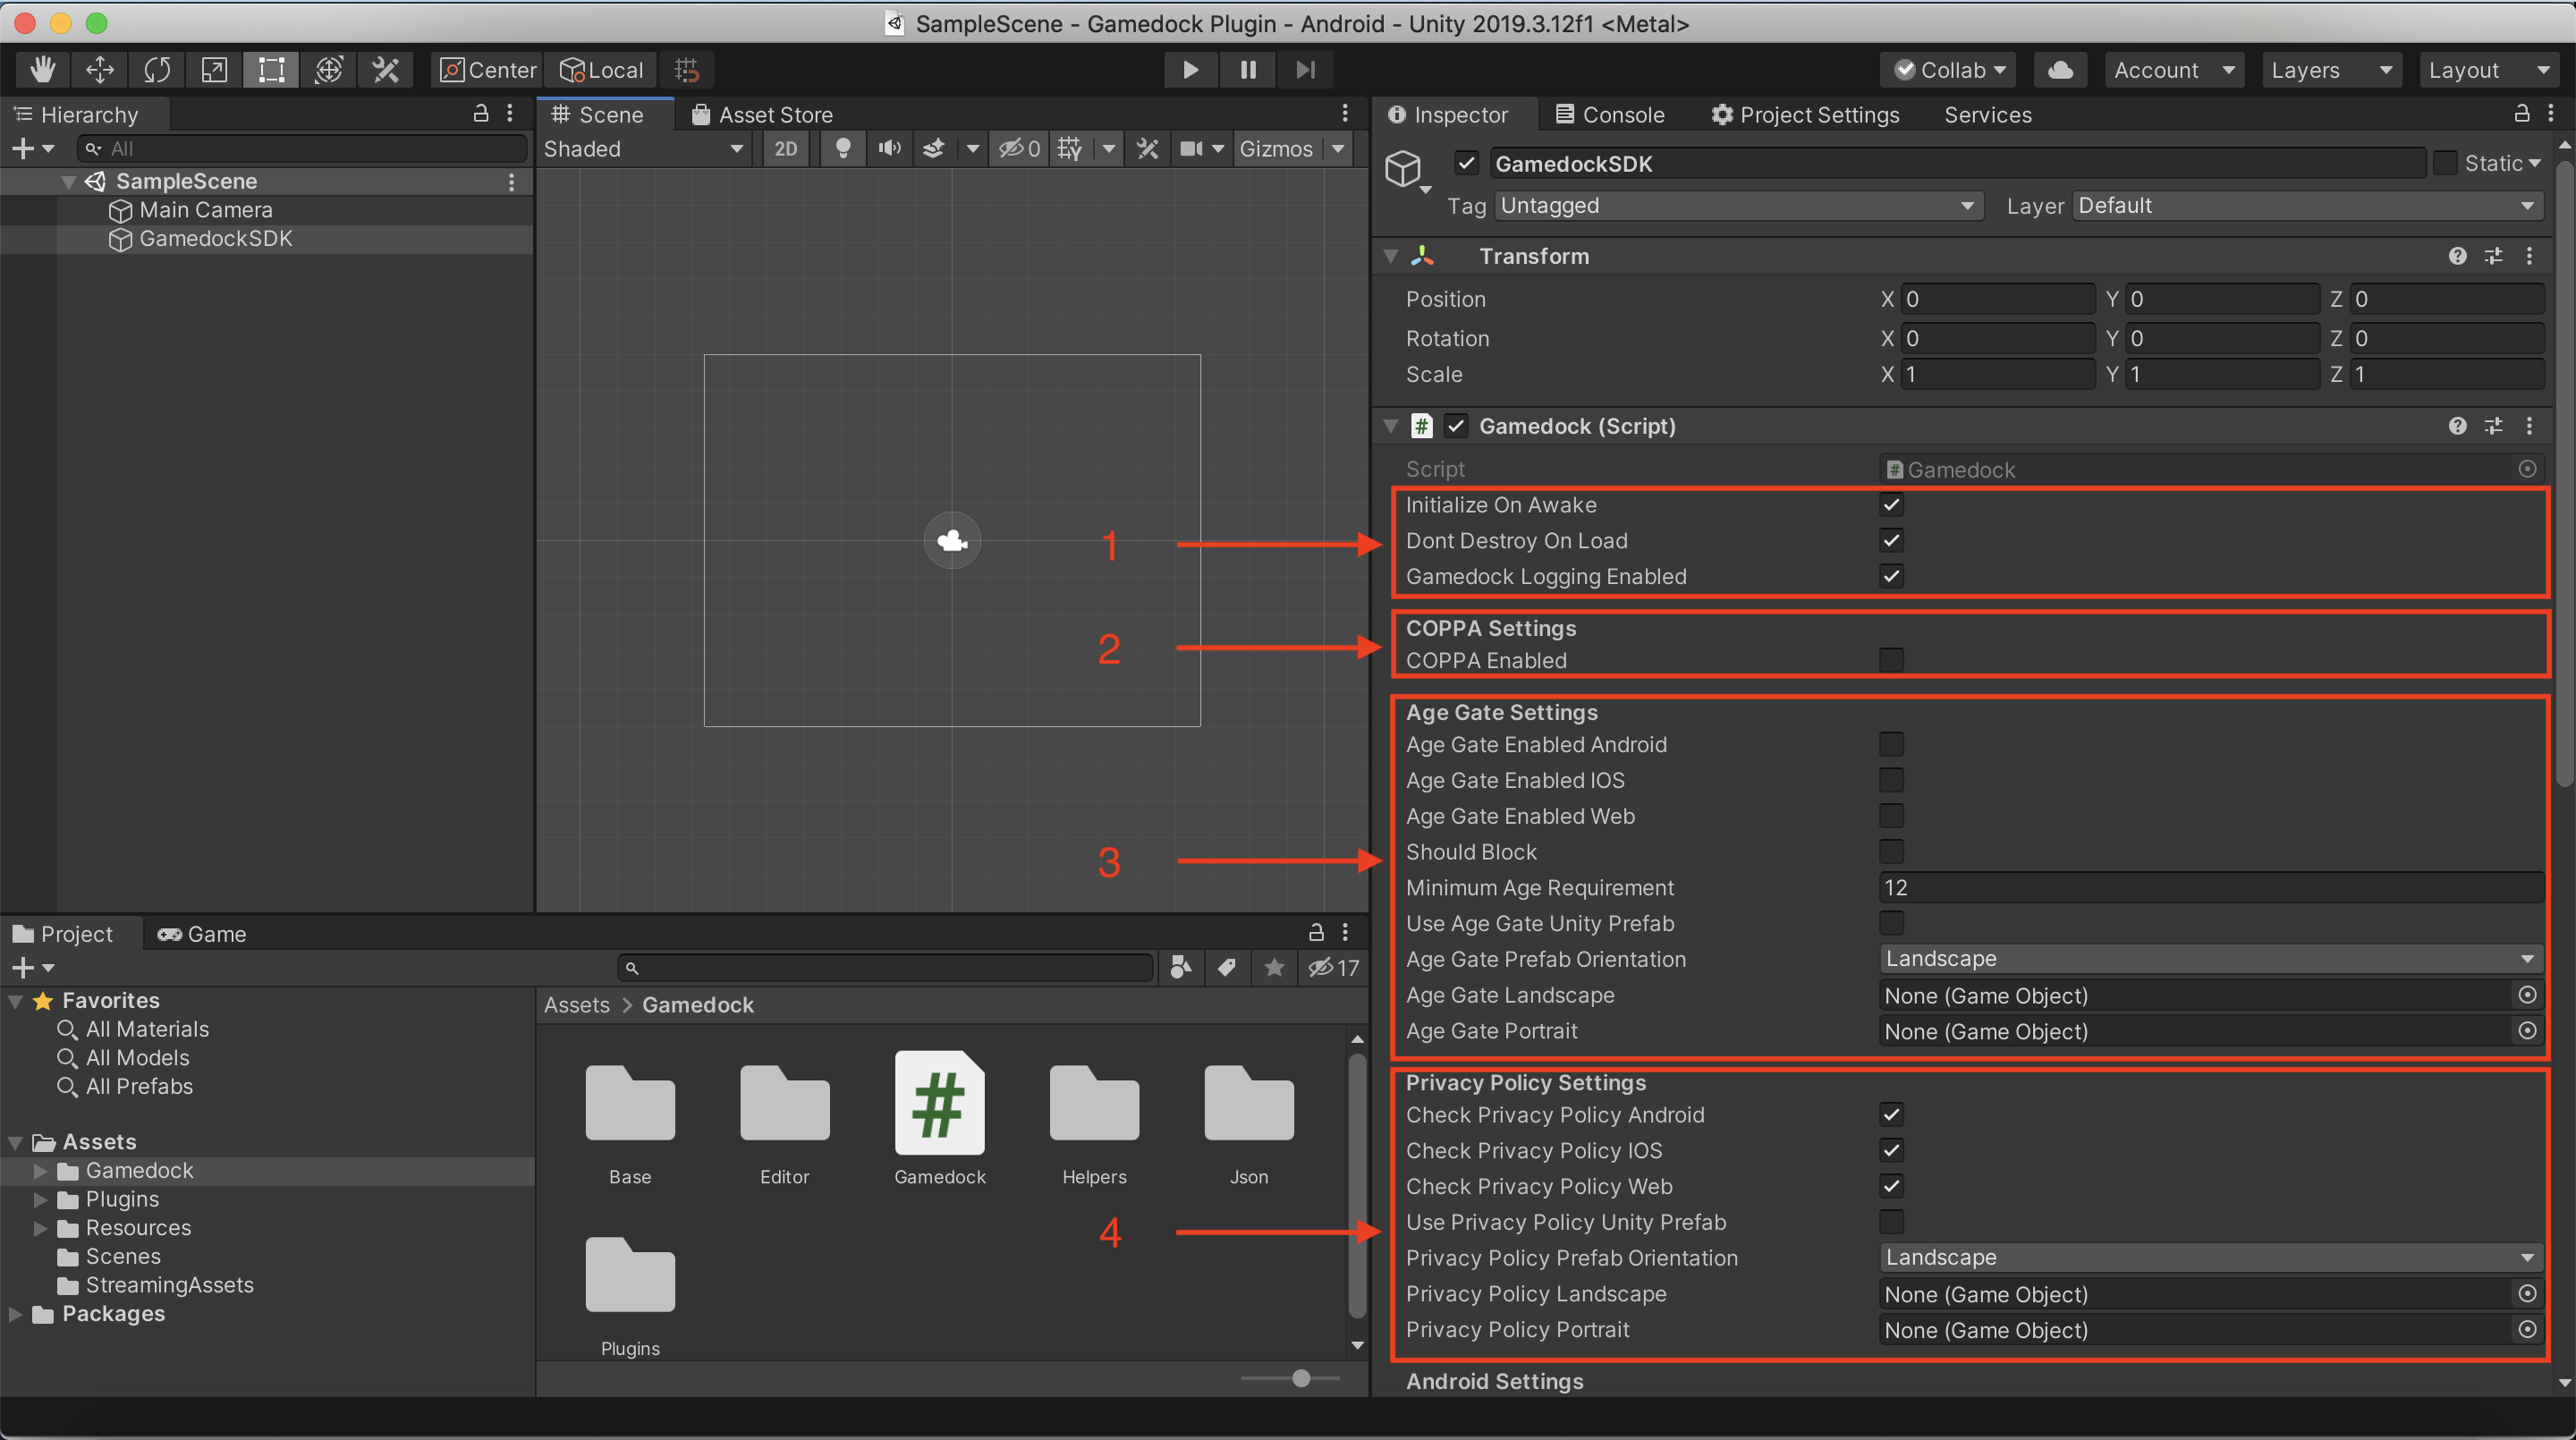 SampleScene - Gamedock Plugin - Android - Unity 2019.3.12f1 <Metal>
Center Local Collab Account Layers Layout
Hierarchy
All
SampleScene
Main Camera
GamedockSDK
Scene Asset Store
Shaded 2D 0 Gizmos
1
2
3
4
Project Game
17
Favorites
All Materials
All Models
All Prefabs
Assets
Gamedock
Plugins
Resources
Scenes
StreamingAssets
Packages
Assets > Gamedock
Base Editor Gamedock Helpers Json
Plugins
Inspector Console Project Settings Services
GamedockSDK Static
Tag Untagged Layer Default
Transform
Position X 0 Y 0 Z 0
Rotation X 0 Y 0 Z 0
Scale X 1 Y 1 Z 1
# Gamedock (Script)
Script # Gamedock
Initialize On Awake
Dont Destroy On Load
Gamedock Logging Enabled
COPPA Settings
COPPA Enabled
Age Gate Settings
Age Gate Enabled Android
Age Gate Enabled IOS
Age Gate Enabled Web
Should Block
Minimum Age Requirement 12
Use Age Gate Unity Prefab
Age Gate Prefab Orientation Landscape
Age Gate Landscape None (Game Object)
Age Gate Portrait None (Game Object)
Privacy Policy Settings
Check Privacy Policy Android
Check Privacy Policy IOS
Check Privacy Policy Web
Use Privacy Policy Unity Prefab
Privacy Policy Prefab Orientation Landscape
Privacy Policy Landscape None (Game Object)
Privacy Policy Portrait None (Game Object)
Android Settings